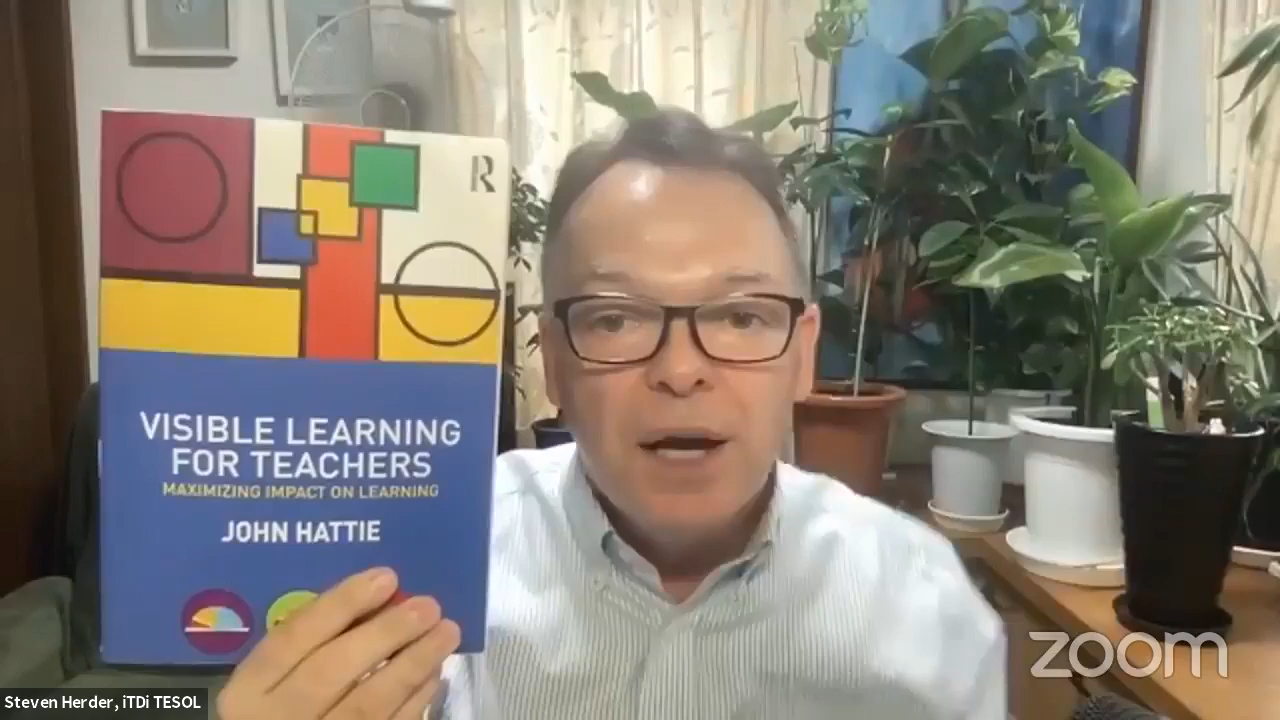 R
VISIBLE LEARNING
FOR TEACHERS
MAXIMIZING IMPACT ON LEARNING
JOHN HATTIE
zoom
Steven Herder, iTDi TESOL